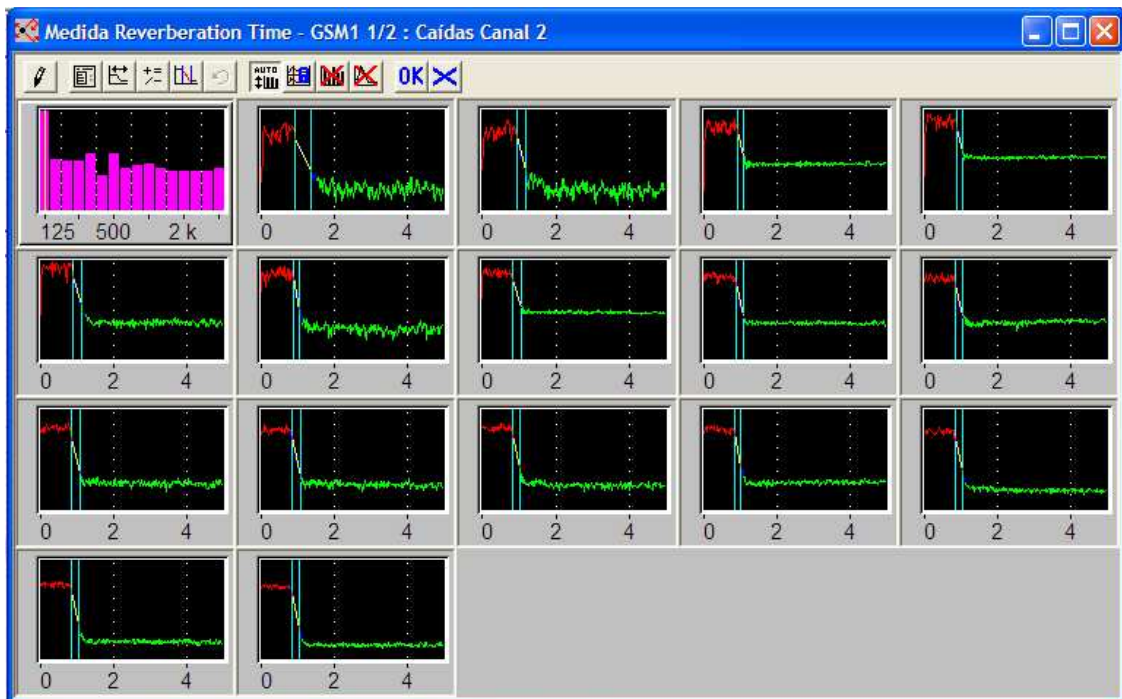 Medida Reverberation Time - GSM1 1/2 : Caídas Canal 2
AUTO OK
125 500 2 k 0 2 4 0 2 4 0 2 4 0 2 4
0 2 4 0 2 4 0 2 4 0 2 4 0 2 4
0 2 4 0 2 4 0 2 4 0 2 4 0 2 4
0 2 4 0 2 4